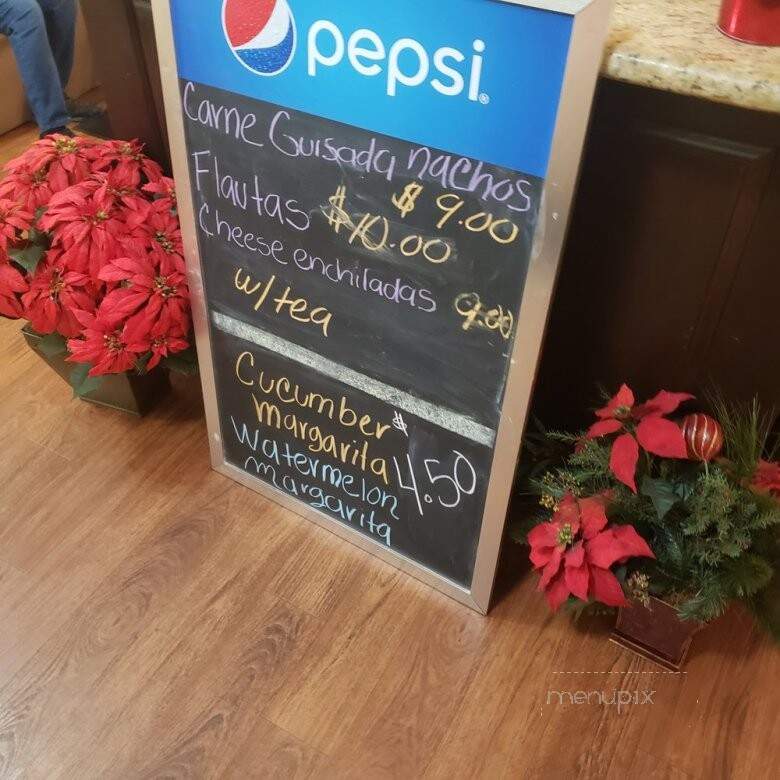 pepsi
Carne Guisada nachos
$9.00
Flautas $10.00
Cheese enchiladas 9.00
w/tea
Cucumber
margarita
$4.50
Watermelon
margarita
menupix